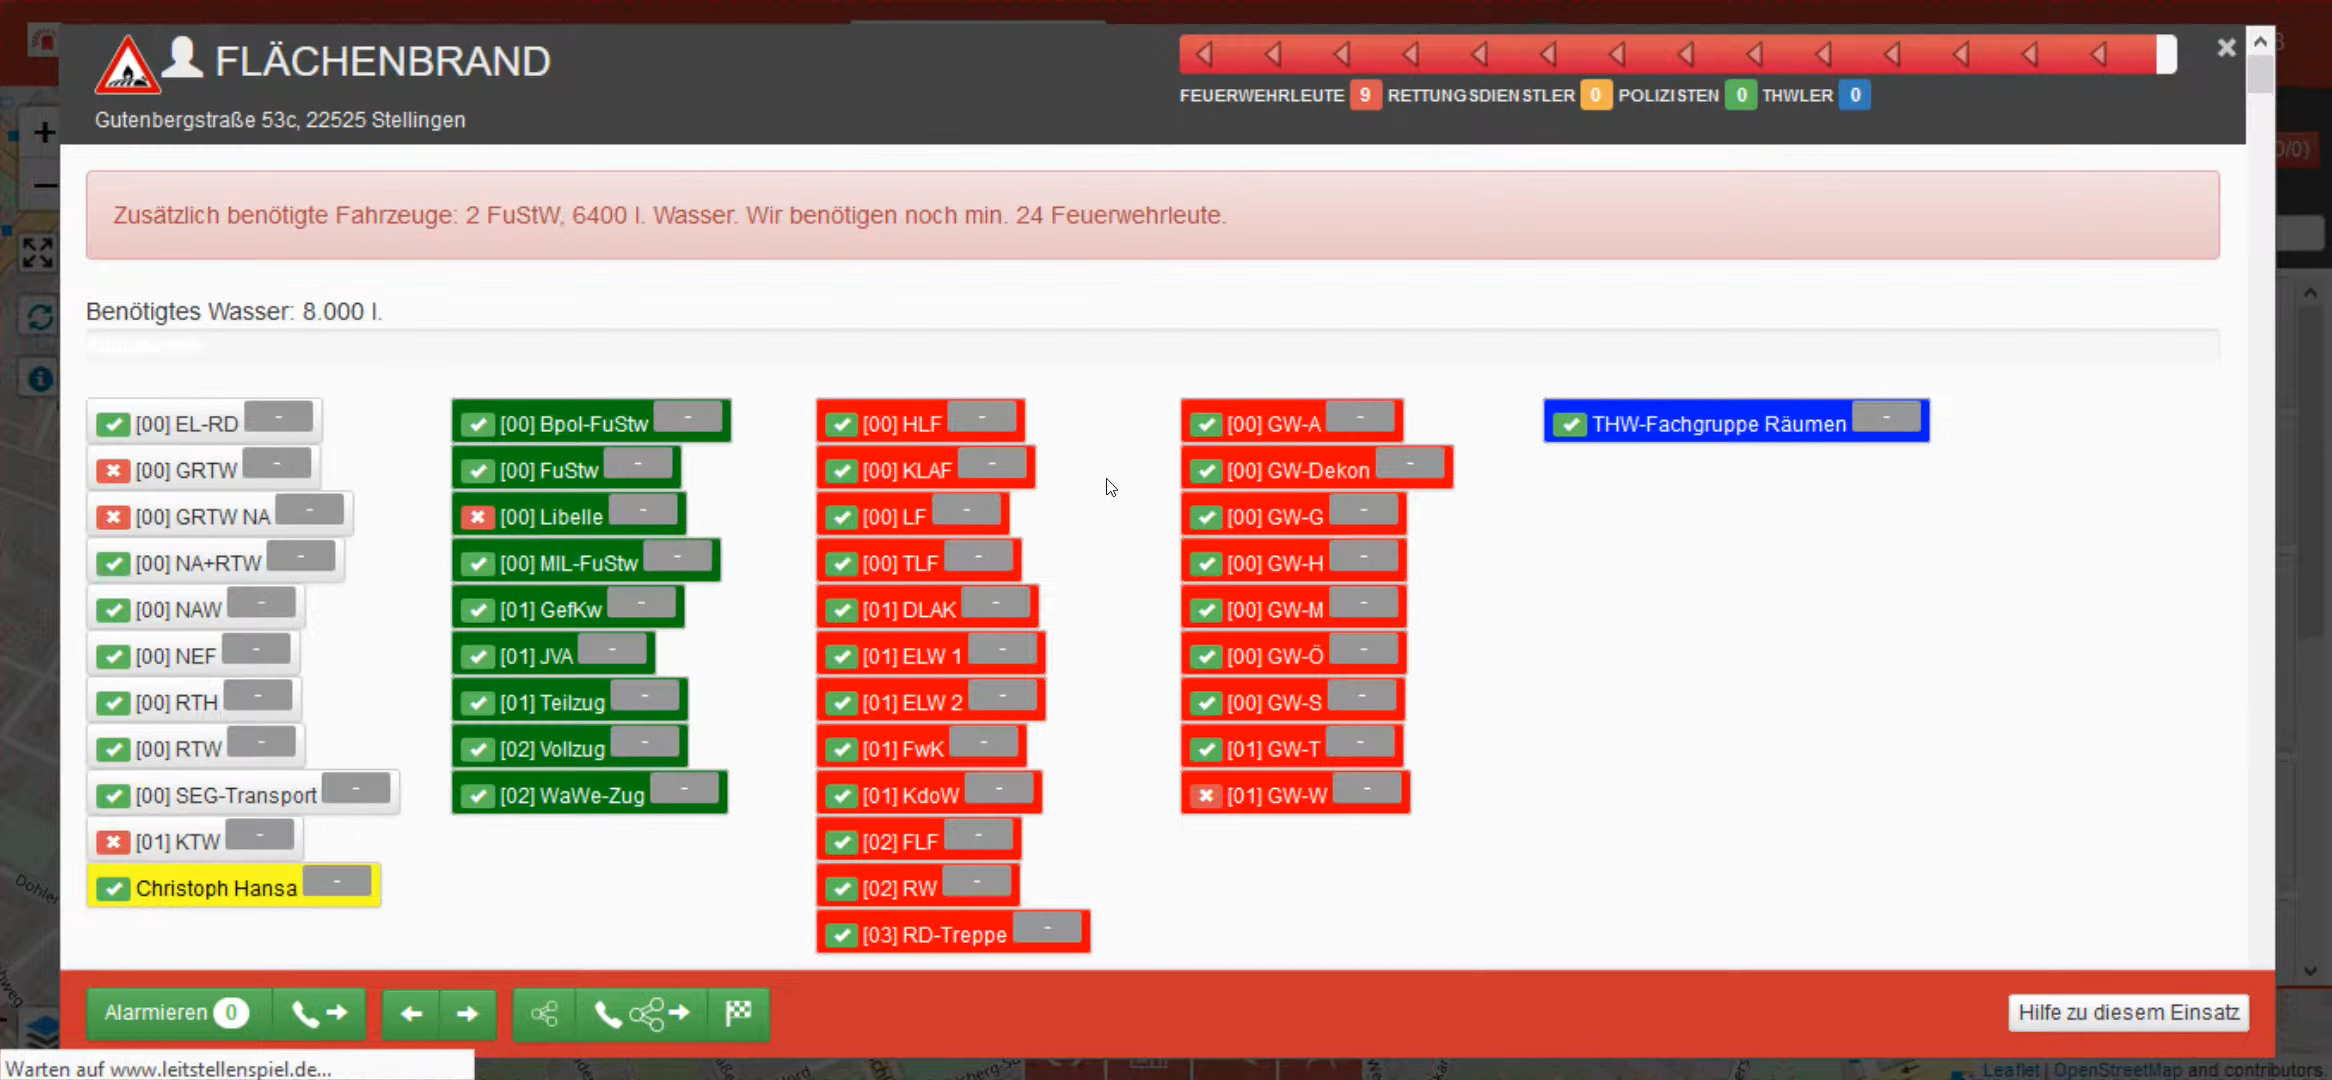 FLÄCHENBRAND
Gutenbergstraße 53c, 22525 Stellingen
FEUERWEHRLEUTE 9 RETTUNGSDIENSTLER 0 POLIZISTEN 0 THWLER 0
Zusätzlich benötigte Fahrzeuge: 2 FuStW, 6400 l. Wasser. Wir benötigen noch min. 24 Feuerwehrleute.
Benötigtes Wasser: 8.000 l.
[00] EL-RD -
[00] GRTW -
[00] GRTW NA -
[00] NA+RTW -
[00] NAW -
[00] NEF -
[00] RTH -
[00] RTW -
[00] SEG-Transport -
[01] KTW -
Christoph Hansa -
[00] Bpol-FuStw -
[00] FuStw -
[00] Libelle -
[00] MIL-FuStw -
[01] GefKw -
[01] JVA -
[01] Teilzug -
[02] Vollzug -
[02] WaWe-Zug -
[00] HLF -
[00] KLAF -
[00] LF -
[00] TLF -
[01] DLAK -
[01] ELW 1 -
[01] ELW 2 -
[01] FwK -
[01] KdoW -
[02] FLF -
[02] RW -
[03] RD-Treppe -
[00] GW-A -
[00] GW-Dekon -
[00] GW-G -
[00] GW-H -
[00] GW-M -
[00] GW-Ö -
[00] GW-S -
[01] GW-T -
[01] GW-W -
THW-Fachgruppe Räumen -
Alarmieren 0
Hilfe zu diesem Einsatz
Warten auf www.leitstellenspiel.de...
Leaflet | OpenStreetMap and contributors